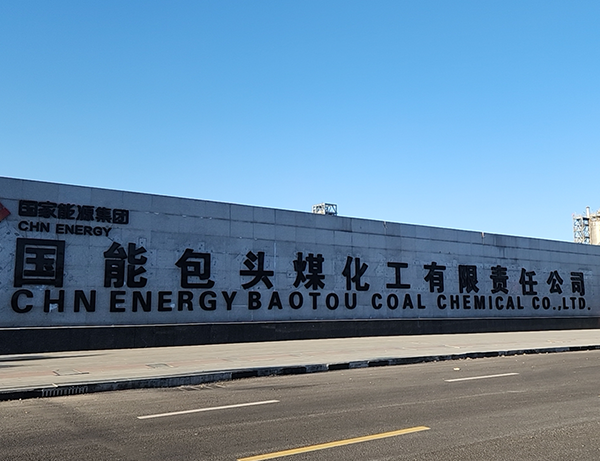 国家能源集团
CHN ENERGY
国能包头煤化工有限责任公司
CHN ENERGY BAOTOU COAL CHEMICAL CO.,LTD.